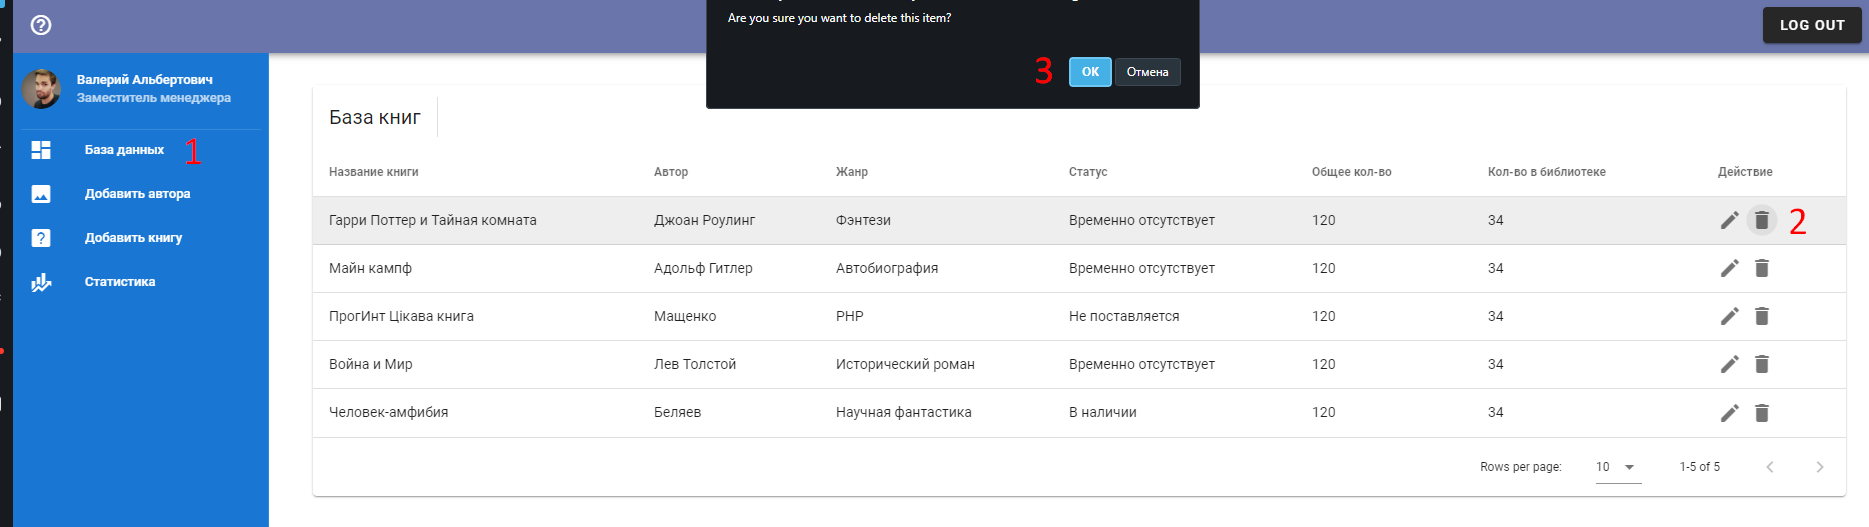 Are you sure you want to delete this item?
3 OK Отмена
LOG OUT
Валерий Альбертович
Заместитель менеджера
База данных 1
Добавить автора
Добавить книгу
Статистика
База книг
Название книги Автор Жанр Статус Общее кол-во Кол-во в библиотеке Действие
Гарри Поттер и Тайная комната Джоан Роулинг Фэнтези Временно отсутствует 120 34 2
Майн кампф Адольф Гитлер Автобиография Временно отсутствует 120 34
ПрогИнт Цікава книга Мащенко PHP Не поставляется 120 34
Война и Мир Лев Толстой Исторический роман Временно отсутствует 120 34
Человек-амфибия Беляев Научная фантастика В наличии 120 34
Rows per page: 10 1-5 of 5